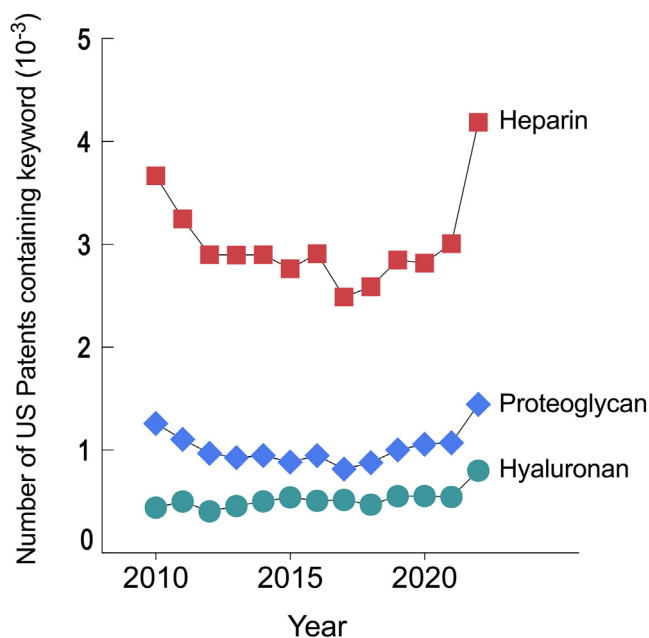 Number of US Patents containing keyword (10⁻³)
5
4
3
2
1
0
Heparin
Proteoglycan
Hyaluronan
2010 2015 2020
Year